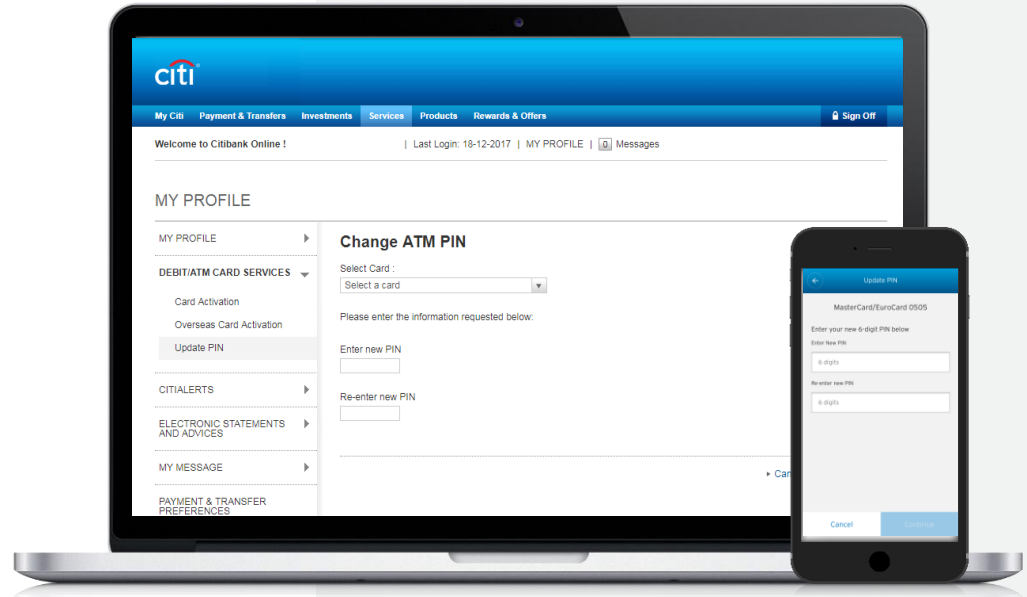 citi
My Citi Payment & Transfers Investments Services Products Rewards & Offers Sign Off
Welcome to Citibank Online ! | Last Login: 18-12-2017 | MY PROFILE | 0 Messages
MY PROFILE
MY PROFILE
DEBIT/ATM CARD SERVICES
Card Activation
Overseas Card Activation
Update PIN
CITIALERTS
ELECTRONIC STATEMENTS
AND ADVICES
MY MESSAGE
PAYMENT & TRANSFER
PREFERENCES
Change ATM PIN
Select Card :
Select a card
Please enter the information requested below:
Enter new PIN
Re-enter new PIN
Update PIN
MasterCard/EuroCard 0505
Enter your new 6-digit PIN below
Enter New PIN
6 digits
Re-enter new PIN
6 digits
Cancel Continue